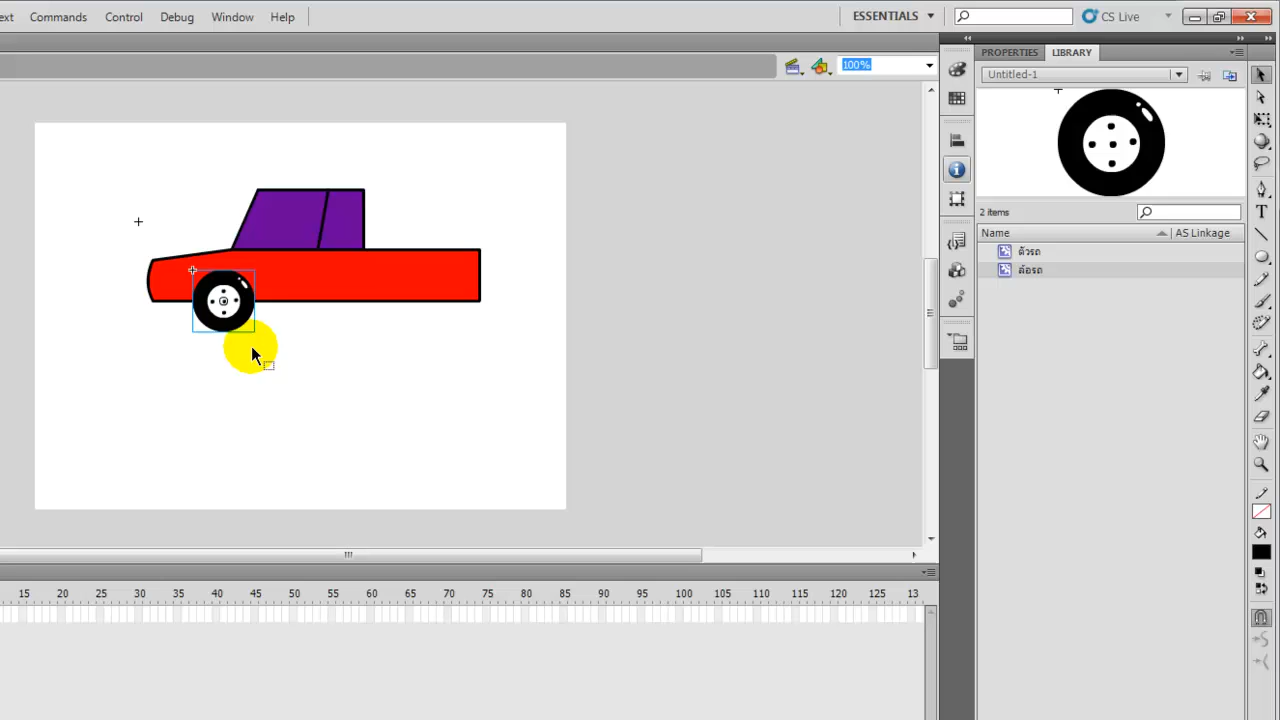 ext Commands Control Debug Window Help
ESSENTIALS
CS Live
100%
PROPERTIES LIBRARY
Untitled-1
2 items
Name AS Linkage
ตัวรถ
ล้อรถ
15 20 25 30 35 40 45 50 55 60 65 70 75 80 85 90 95 100 105 110 115 120 125 13